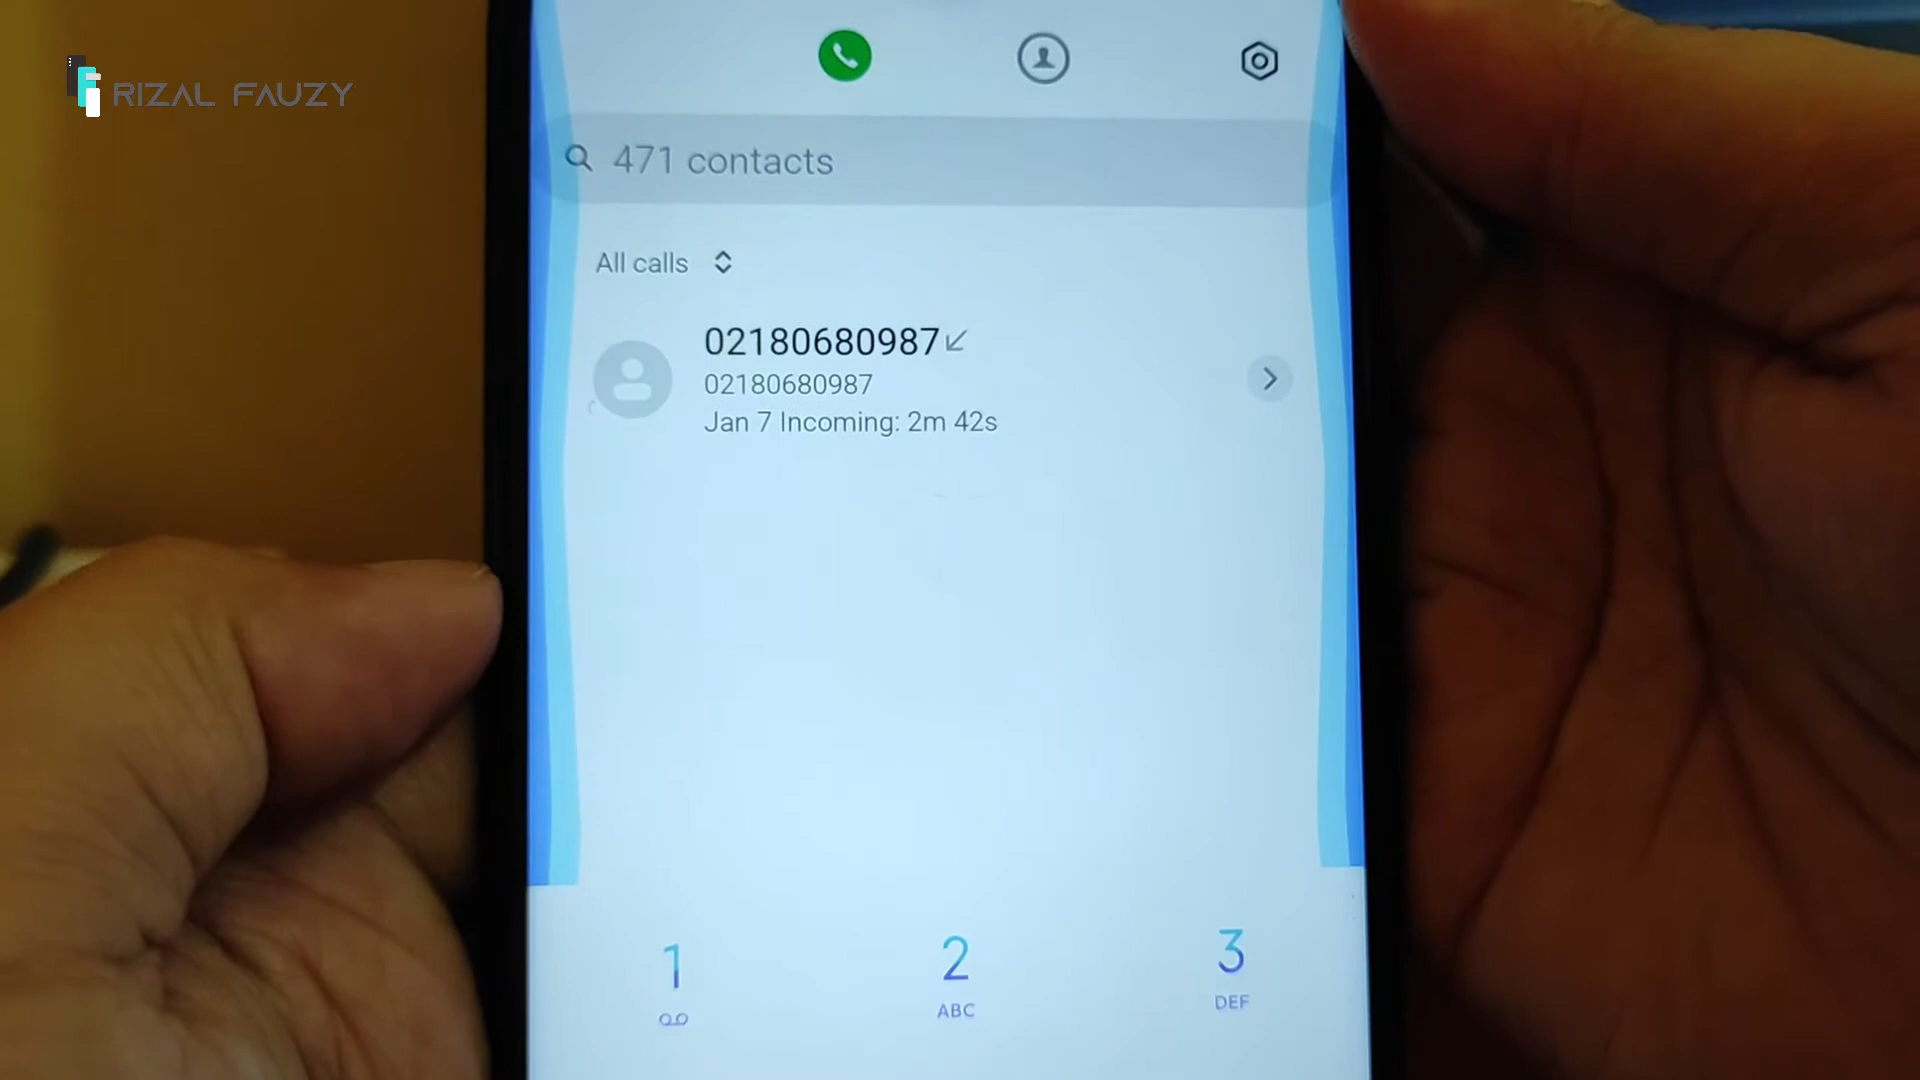 RIZAL FAUZY
471 contacts
All calls
02180680987
02180680987
Jan 7 Incoming: 2m 42s
1 2 3
ABC DEF